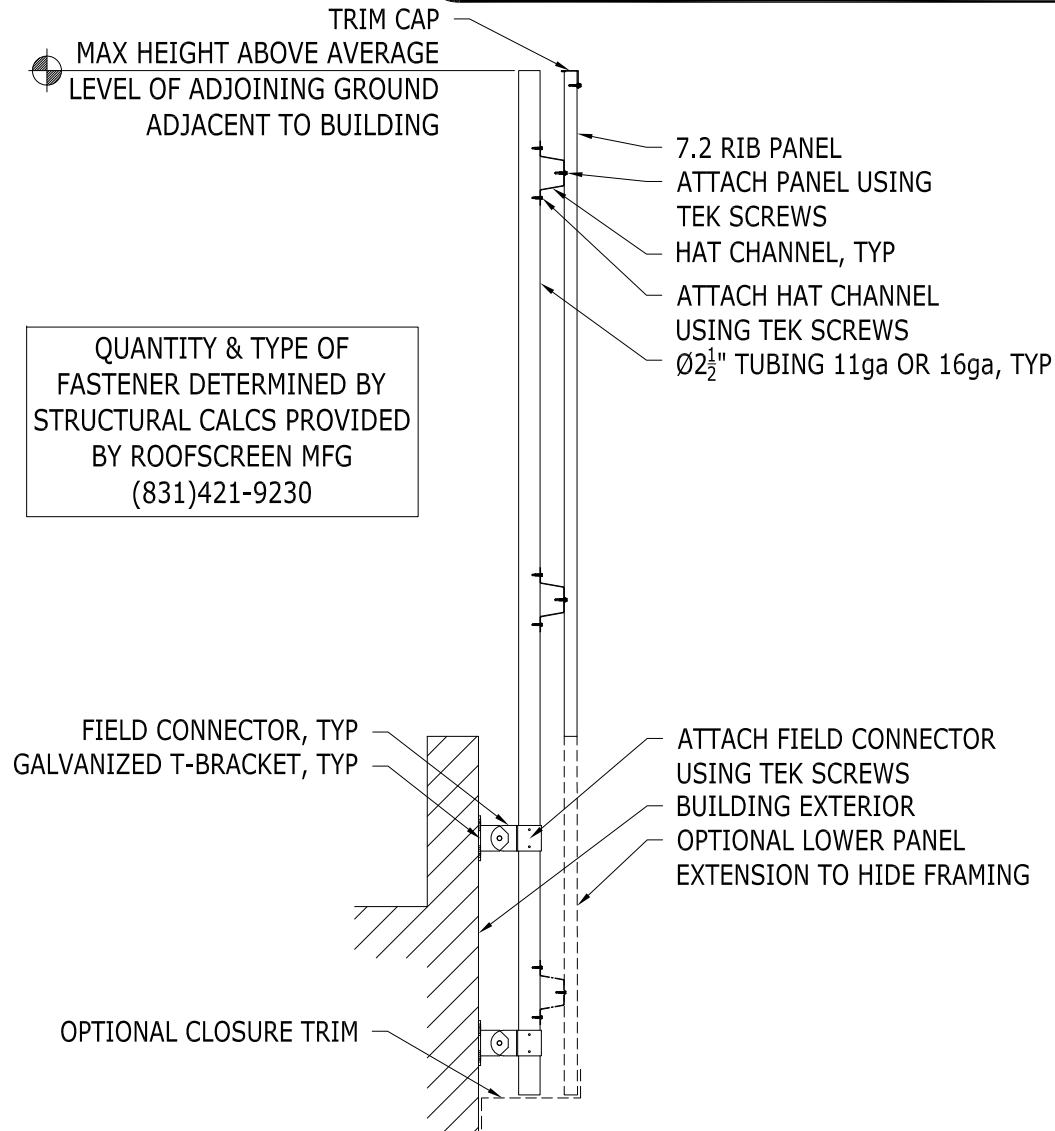 TRIM CAP
MAX HEIGHT ABOVE AVERAGE
LEVEL OF ADJOINING GROUND
ADJACENT TO BUILDING
7.2 RIB PANEL
ATTACH PANEL USING
TEK SCREWS
HAT CHANNEL, TYP
ATTACH HAT CHANNEL
USING TEK SCREWS
Ø2½" TUBING 11ga OR 16ga, TYP
QUANTITY & TYPE OF
FASTENER DETERMINED BY
STRUCTURAL CALCS PROVIDED
BY ROOFSCREEN MFG
(831)421-9230
FIELD CONNECTOR, TYP
GALVANIZED T-BRACKET, TYP
ATTACH FIELD CONNECTOR
USING TEK SCREWS
BUILDING EXTERIOR
OPTIONAL LOWER PANEL
EXTENSION TO HIDE FRAMING
OPTIONAL CLOSURE TRIM